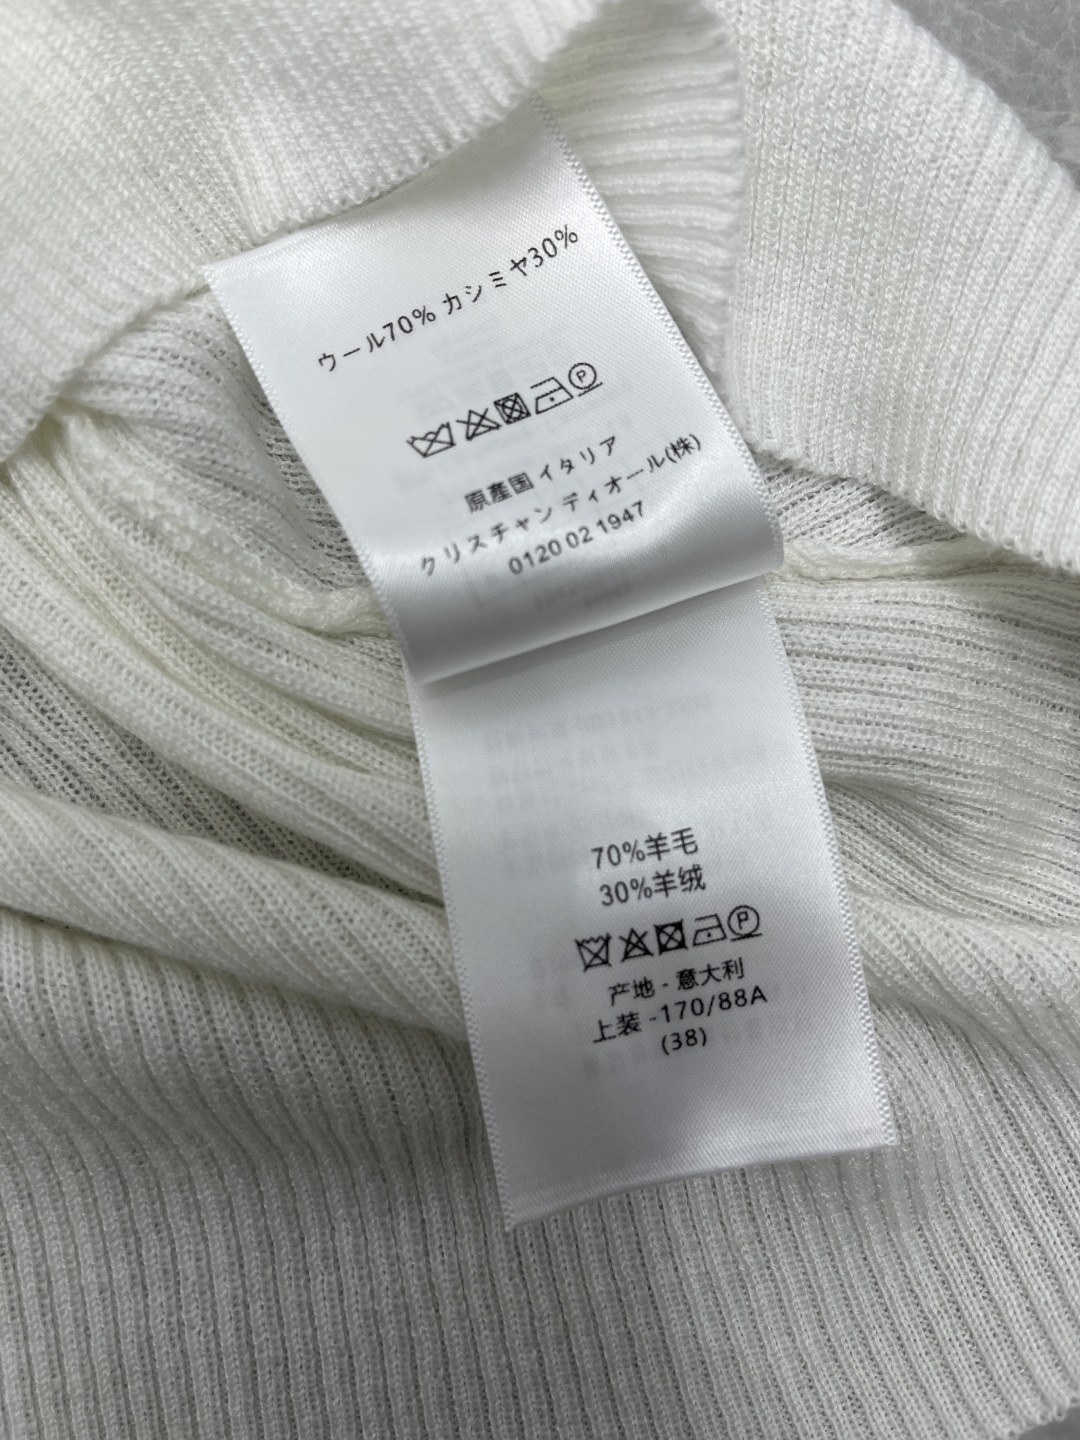 ウール70% カシミヤ30%
原産国 イタリア
クリスチャン ディオール(株)
0120 02 1947
70%羊毛
30%羊绒
产地 - 意大利
上装 -170/88A
(38)